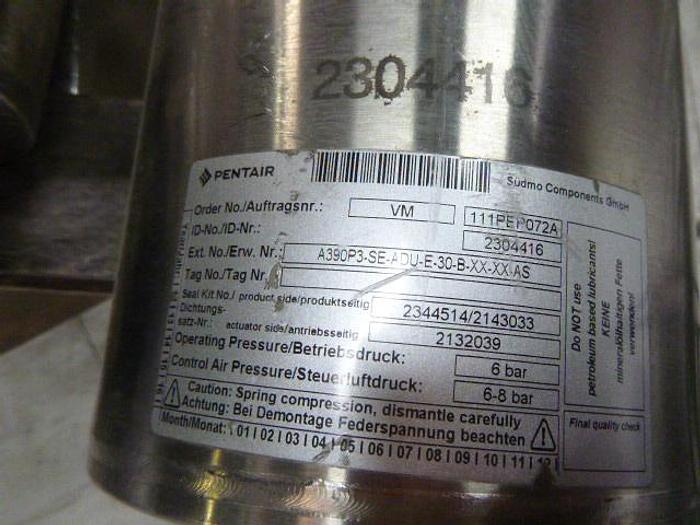 2304416
PENTAIR
Südmo Components GmbH
Order No./Auftragsnr.: VM 111PEP072A
ID-No./ID-Nr.: 2304416
Ext. No./Erw. Nr.: A390P3-SE-ADU-E-30-B-XX-XX-AS
Tag No./Tag Nr.
Seal Kit No./ product side/produktseitig 2344514/2143033
Dichtungs-
satz-Nr.: actuator side/antriebsseitig 2132039
Operating Pressure/Betriebsdruck: 6 bar
Control Air Pressure/Steuerluftdruck: 6-8 bar
Caution: Spring compression, dismantle carefully
Achtung: Bei Demontage Federspannung beachten
Month/Monat: 01 | 02 | 03 | 04 | 05 | 06 | 07 | 08 | 09 | 10 | 11 | 12 |
Do NOT use
petroleum based lubricants!
KEINE
mineralölhaltigen Fette
verwenden!
Final quality check